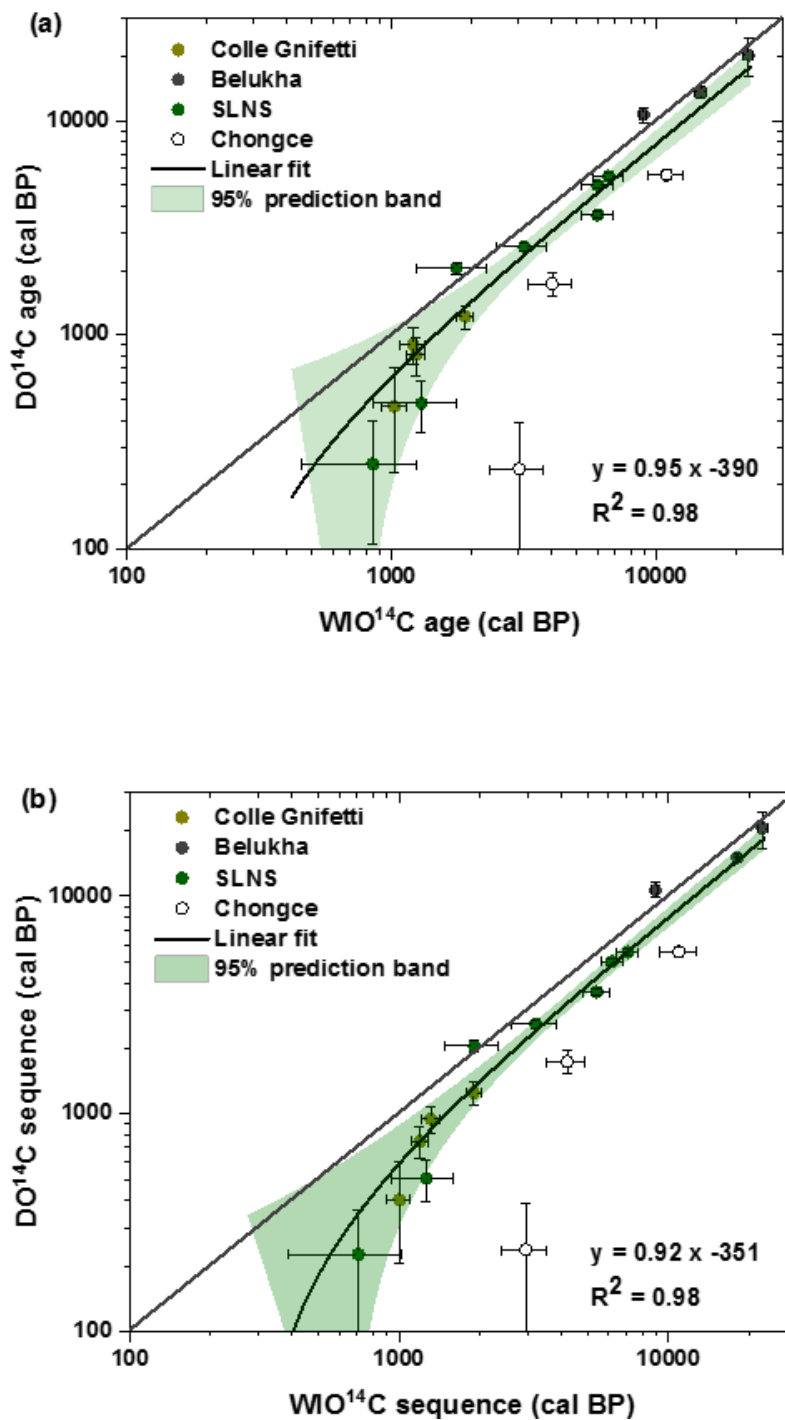 (a)
Colle Gnifetti
Belukha
SLNS
Chongce
Linear fit
95% prediction band
10000
1000
100
DO¹⁴C age (cal BP)
y = 0.95 x -390
R² = 0.98
100 1000 10000
WIO¹⁴C age (cal BP)
(b)
Colle Gnifetti
Belukha
SLNS
Chongce
Linear fit
95% prediction band
10000
1000
100
DO¹⁴C sequence (cal BP)
y = 0.92 x -351
R² = 0.98
100 1000 10000
WIO¹⁴C sequence (cal BP)